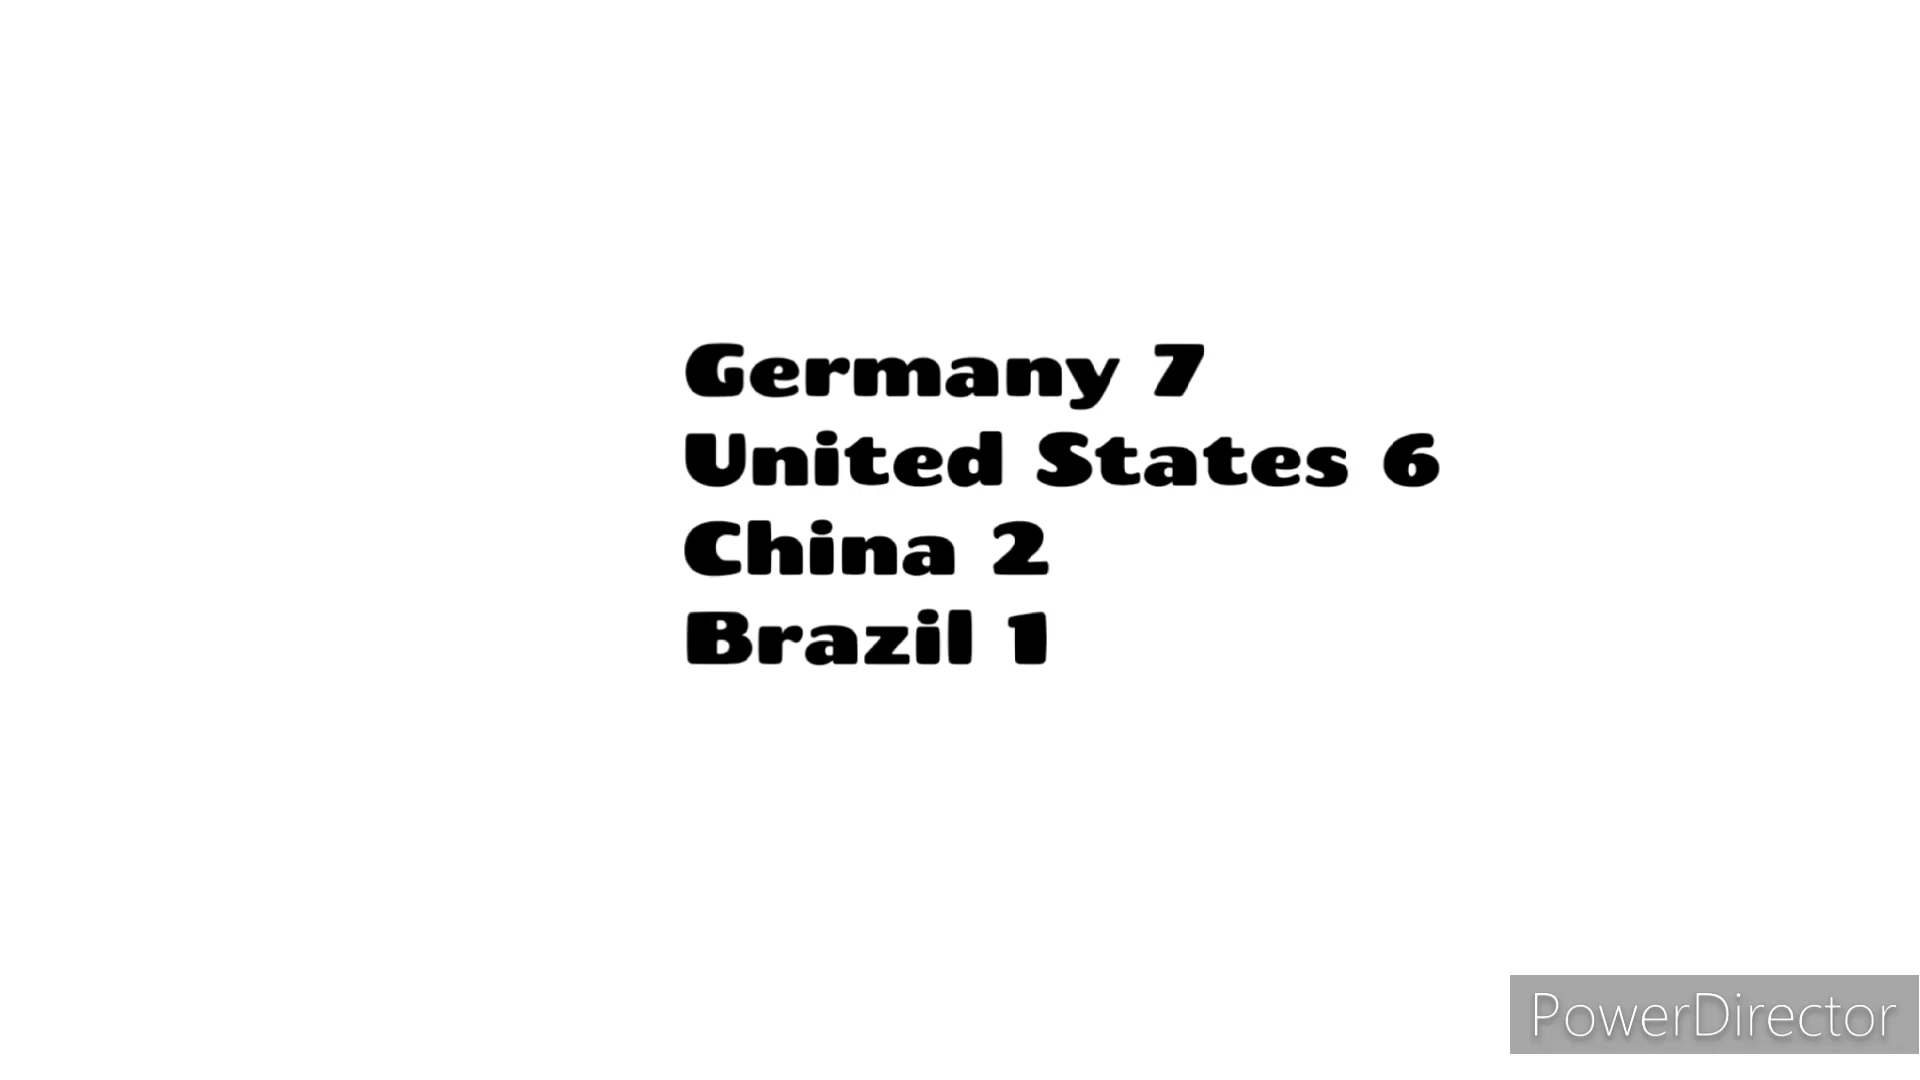 Germany 7
United States 6
China 2
Brazil 1
PowerDirector